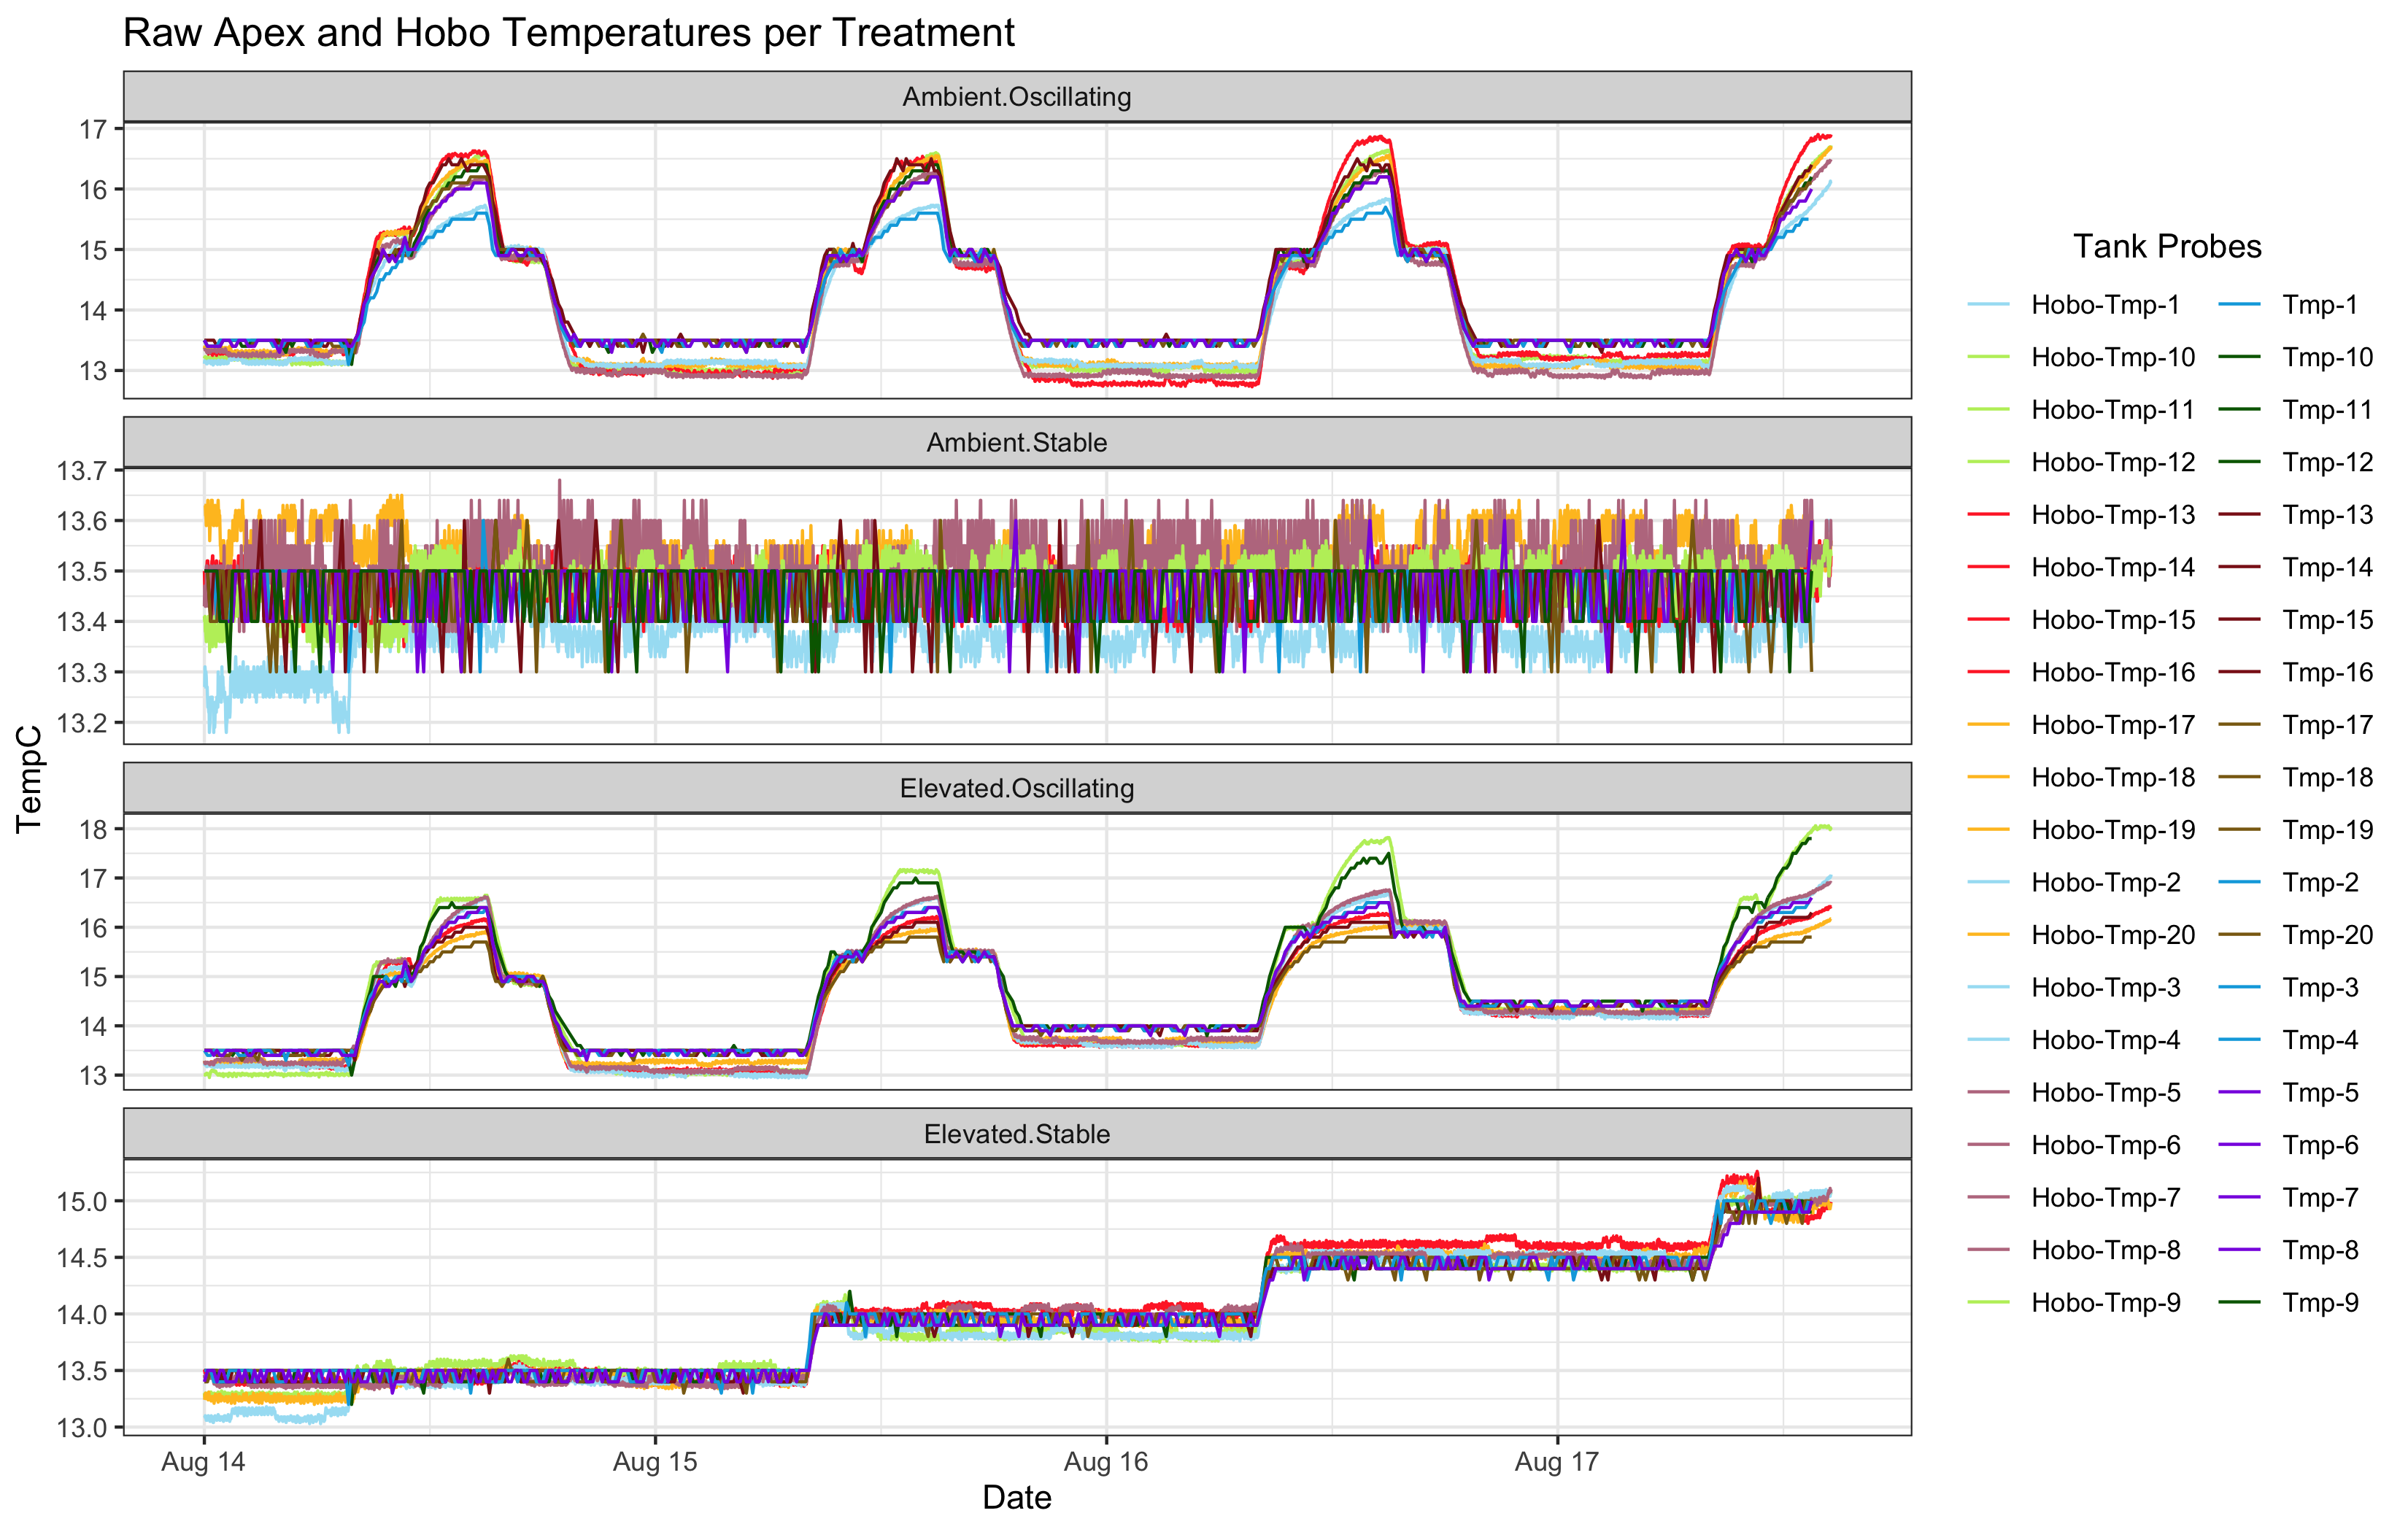 Raw Apex and Hobo Temperatures per Treatment
Ambient.Oscillating
17
16
15
14
13
Ambient.Stable
13.7
13.6
13.5
13.4
13.3
13.2
Elevated.Oscillating
18
17
16
15
14
13
Elevated.Stable
15.0
14.5
14.0
13.5
13.0
TempC
Aug 14 Aug 15 Aug 16 Aug 17
Date
Tank Probes
Hobo-Tmp-1 Tmp-1
Hobo-Tmp-10 Tmp-10
Hobo-Tmp-11 Tmp-11
Hobo-Tmp-12 Tmp-12
Hobo-Tmp-13 Tmp-13
Hobo-Tmp-14 Tmp-14
Hobo-Tmp-15 Tmp-15
Hobo-Tmp-16 Tmp-16
Hobo-Tmp-17 Tmp-17
Hobo-Tmp-18 Tmp-18
Hobo-Tmp-19 Tmp-19
Hobo-Tmp-2 Tmp-2
Hobo-Tmp-20 Tmp-20
Hobo-Tmp-3 Tmp-3
Hobo-Tmp-4 Tmp-4
Hobo-Tmp-5 Tmp-5
Hobo-Tmp-6 Tmp-6
Hobo-Tmp-7 Tmp-7
Hobo-Tmp-8 Tmp-8
Hobo-Tmp-9 Tmp-9